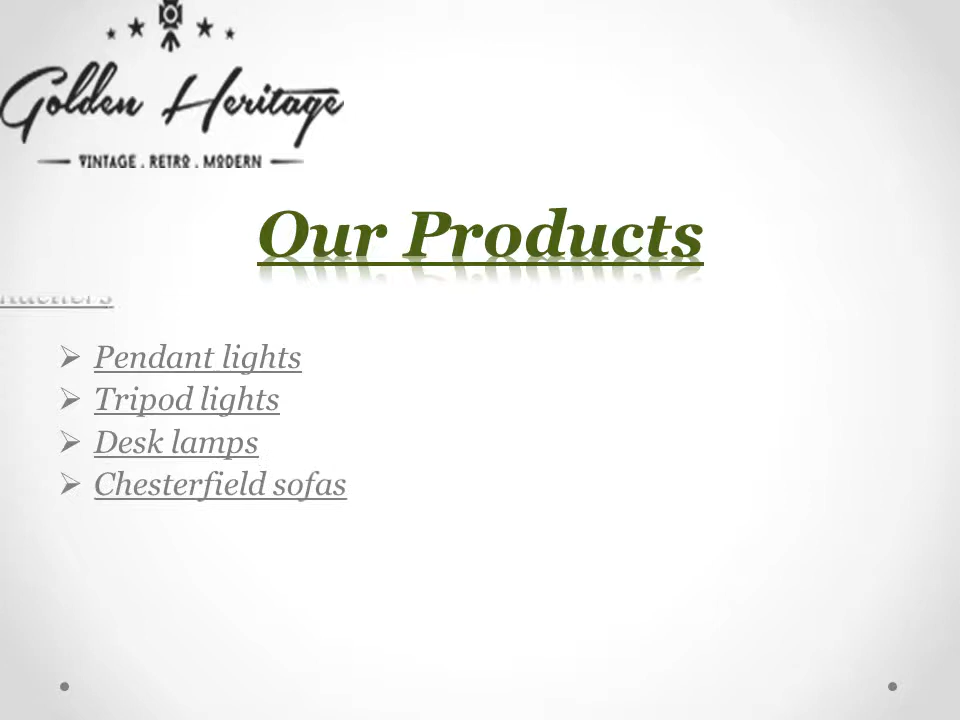 Golden Heritage
VINTAGE . RETRO . MODERN
Our Products
Pendant lights
Tripod lights
Desk lamps
Chesterfield sofas